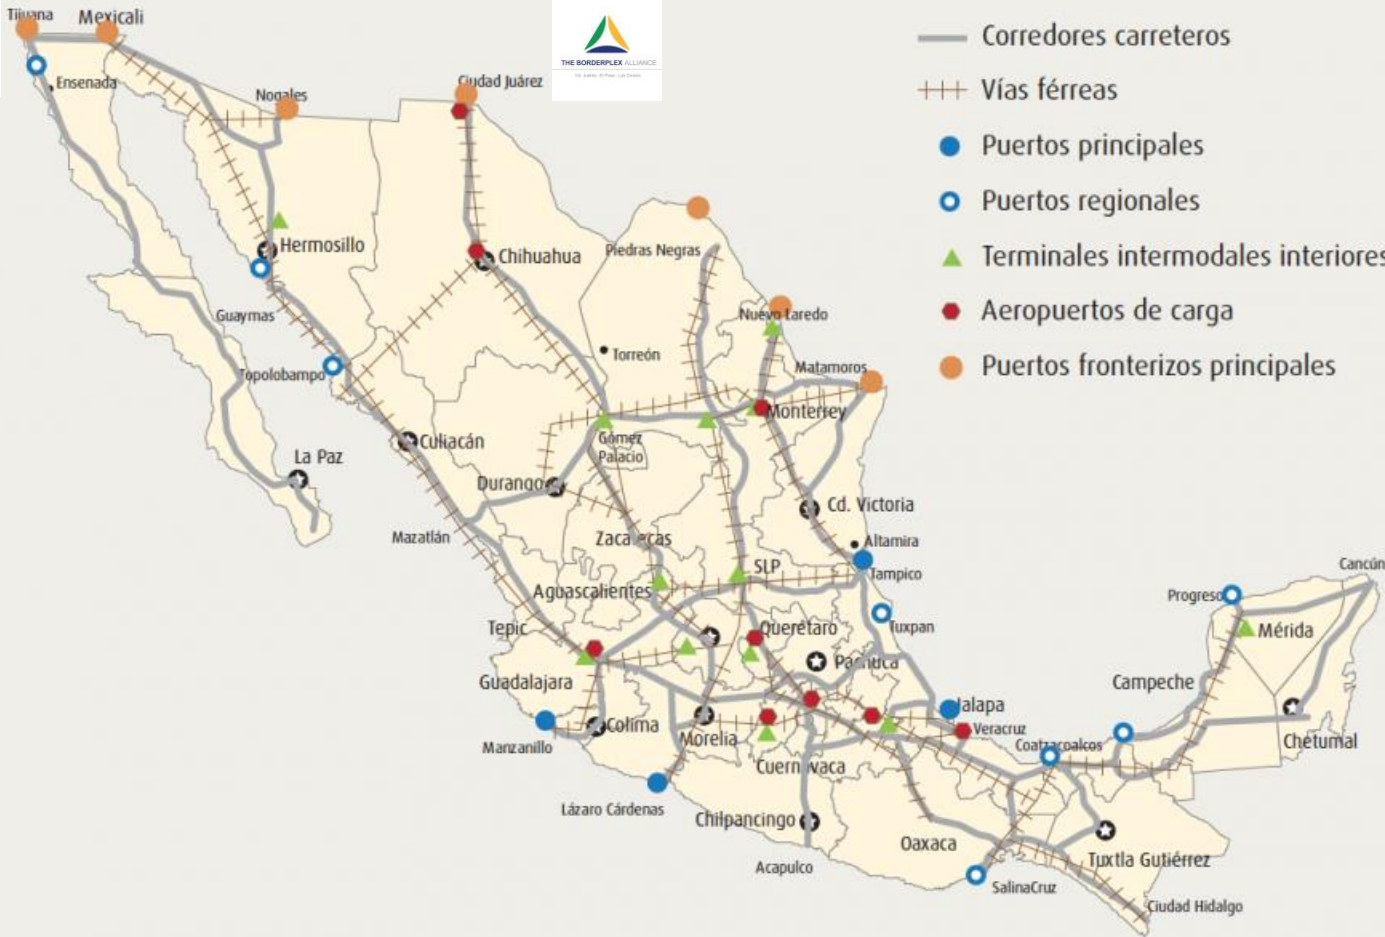 Tijuana
Mexicali
THE BORDERPLEX ALLIANCE
Corredores carreteros
Vías férreas
Puertos principales
Puertos regionales
Terminales intermodales interiores
Aeropuertos de carga
Puertos fronterizos principales
Ensenada
Nogales
Ciudad Juárez
Hermosillo
Chihuahua
Piedras Negras
Guaymas
Nuevo Laredo
Torreón
Topolobampo
Matamoros
Monterrey
Culiacán
Gómez
Palacio
La Paz
Durango
Cd. Victoria
Mazatlán
Zacatecas
Altamira
SLP
Tampico
Aguascalientes
Cancún
Progreso
Tepic
Querétaro
Tuxpan
Mérida
Pachuca
Guadalajara
Campeche
Jalapa
Colima
Morelia
Veracruz
Manzanillo
Coatzacoalcos
Chetumal
Cuernavaca
Lázaro Cárdenas
Chilpancingo
Oaxaca
Tuxtla Gutiérrez
Acapulco
SalinaCruz
Ciudad Hidalgo